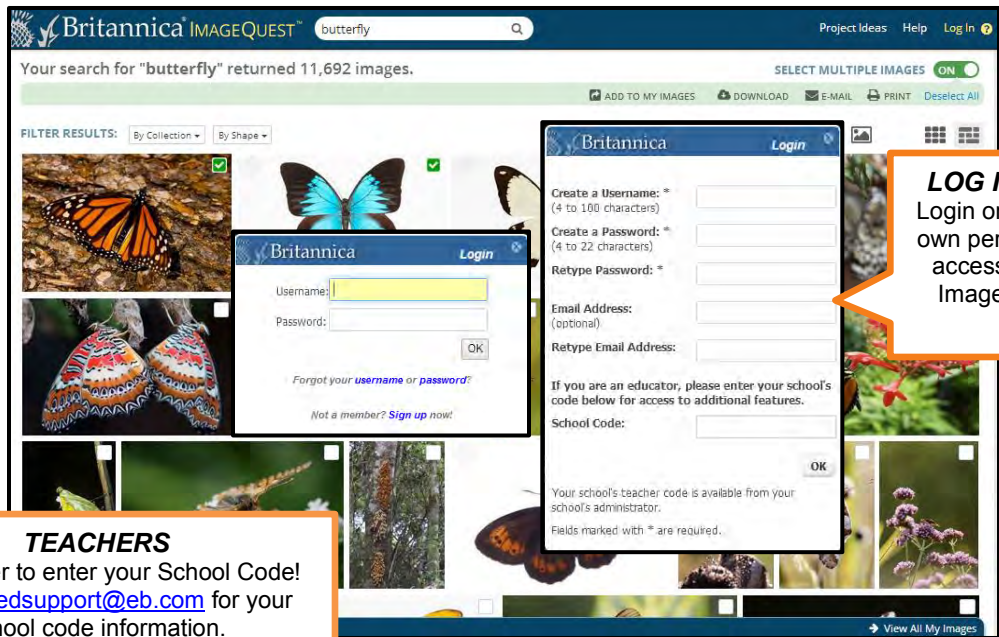 Britannica IMAGEQUEST™ butterfly Project Ideas Help Log In ?
Your search for "butterfly" returned 11,692 images. SELECT MULTIPLE IMAGES ON
ADD TO MY IMAGES DOWNLOAD E-MAIL PRINT Deselect All
FILTER RESULTS: By Collection By Shape
Britannica Login
Username:
Password:
OK
Forgot your username or password?
Not a member? Sign up now!
Britannica Login
Create a Username: *
(4 to 100 characters)
Create a Password: *
(4 to 22 characters)
Retype Password: *
Email Address:
(optional)
Retype Email Address:
If you are an educator, please enter your school's
code below for access to additional features.
School Code:
OK
Your school's teacher code is available from your
school's administrator.
Fields marked with * are required.
LOG
Login
own
access
Image
TEACHERS
to enter your School Code!
edsupport@eb.com for your
school code information.
View All My Images